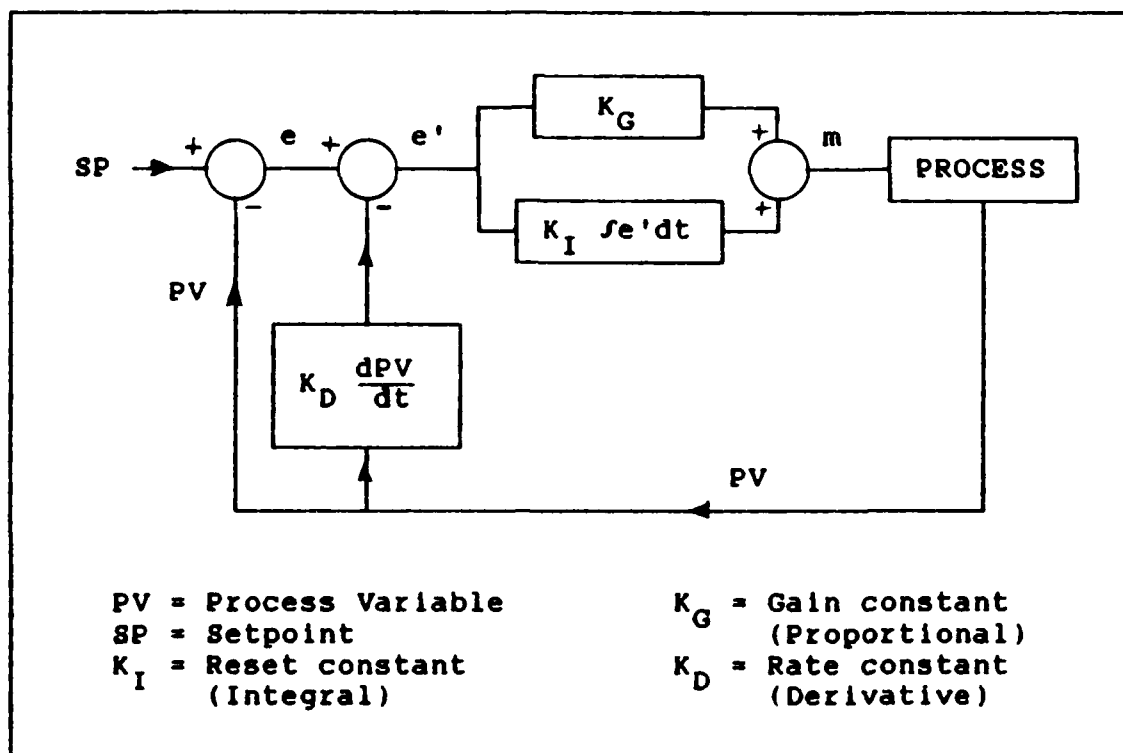 K_G
+ e + e' + m
SP PROCESS
- - +
K_I ∫e'dt
PV
K_D dPV/dt
PV
PV = Process Variable
SP = Setpoint
K_I = Reset constant
(Integral)
K_G = Gain constant
(Proportional)
K_D = Rate constant
(Derivative)